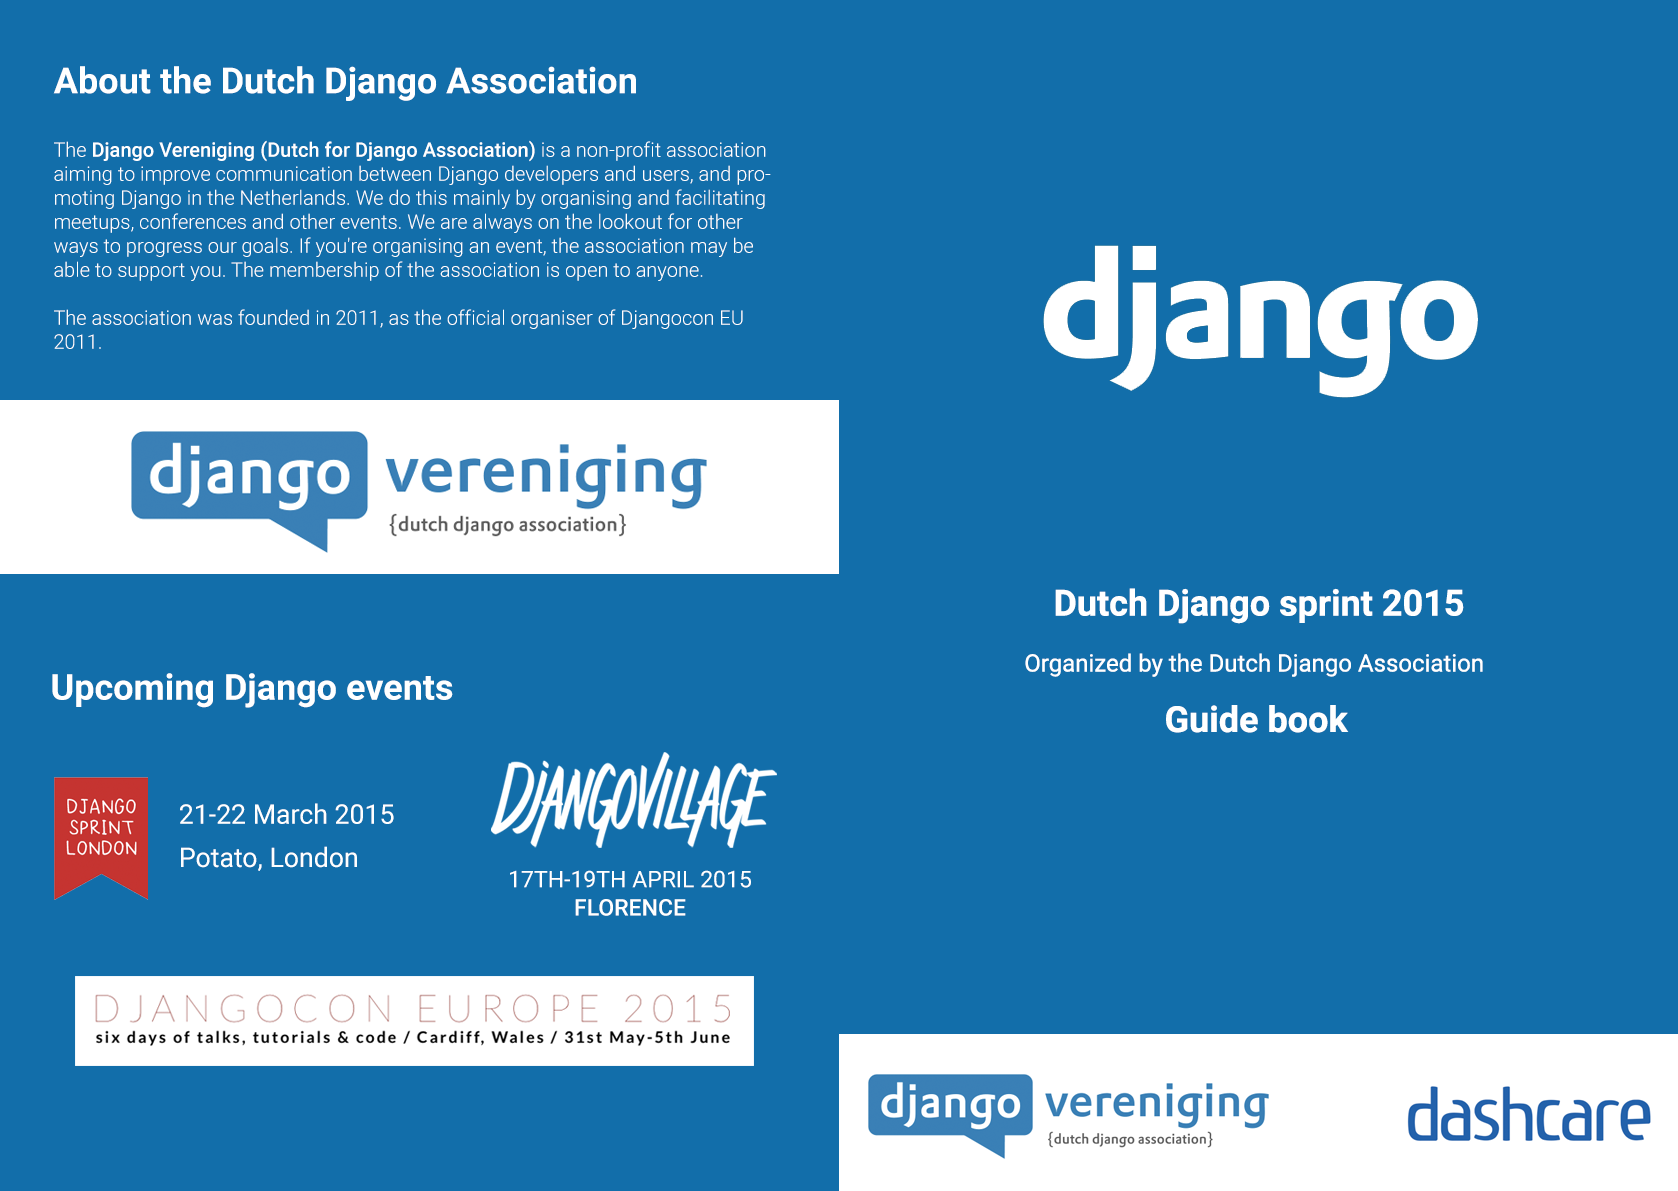 About the Dutch Django Association
The Django Vereniging (Dutch for Django Association) is a non-profit association
aiming to improve communication between Django developers and users, and pro-
moting Django in the Netherlands. We do this mainly by organising and facilitating
meetups, conferences and other events. We are always on the lookout for other
ways to progress our goals. If you're organising an event, the association may be
able to support you. The membership of the association is open to anyone.
The association was founded in 2011, as the official organiser of Djangocon EU
2011.
django vereniging
{dutch django association}
Upcoming Django events
DJANGO
SPRINT
LONDON
21-22 March 2015
Potato, London
DJANGOVILLAGE
17TH-19TH APRIL 2015
FLORENCE
DJANGOCON EUROPE 2015
six days of talks, tutorials & code / Cardiff, Wales / 31st May-5th June
django
Dutch Django sprint 2015
Organized by the Dutch Django Association
Guide book
django vereniging
{dutch django association}
dashcare